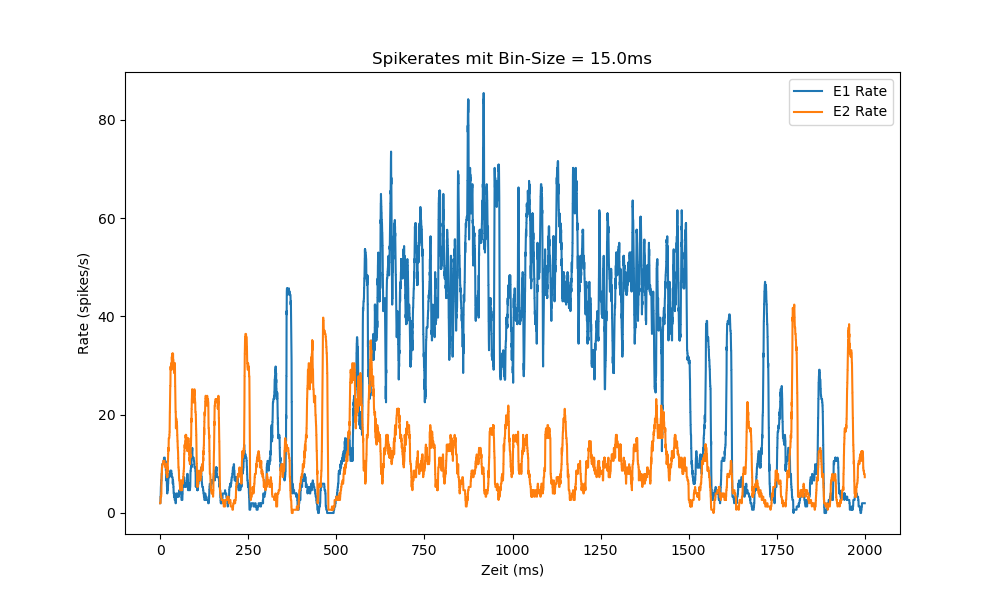 Spikerates mit Bin-Size = 15.0ms
E1 Rate
E2 Rate
Rate (spikes/s)
80
60
40
20
0
0 250 500 750 1000 1250 1500 1750 2000
Zeit (ms)